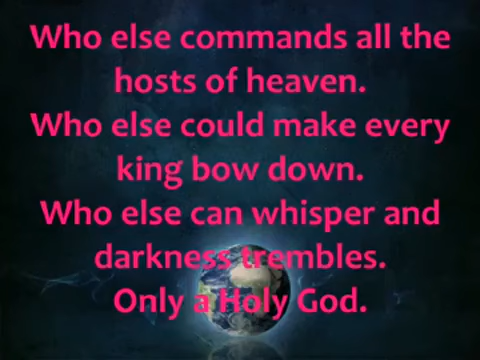 Who else commands all the
hosts of heaven.
Who else could make every
king bow down.
Who else can whisper and
darkness trembles.
Only a Holy God.